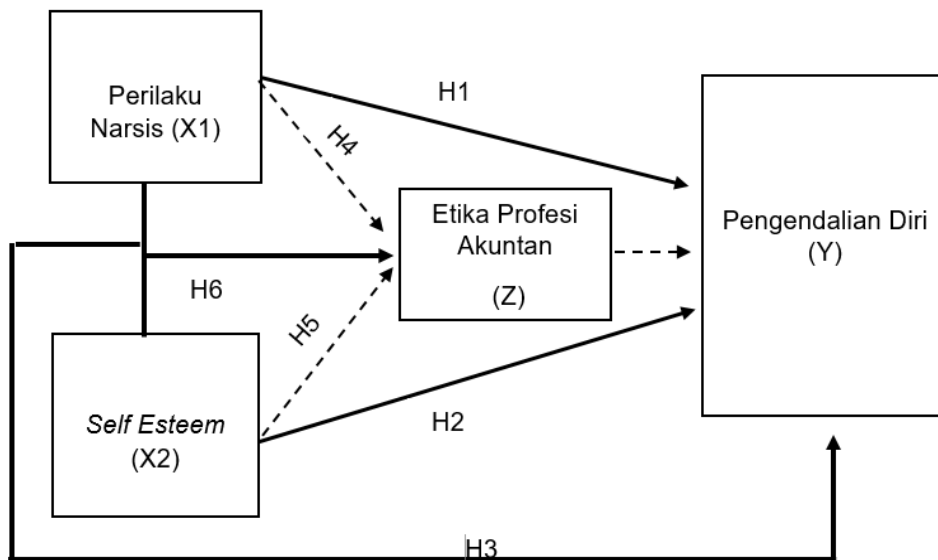 Perilaku
Narsis (X1)
H1
H4
Etika Profesi
Akuntan
(Z)
Pengendalian Diri
(Y)
H6
H5
Self Esteem
(X2)
H2
H3